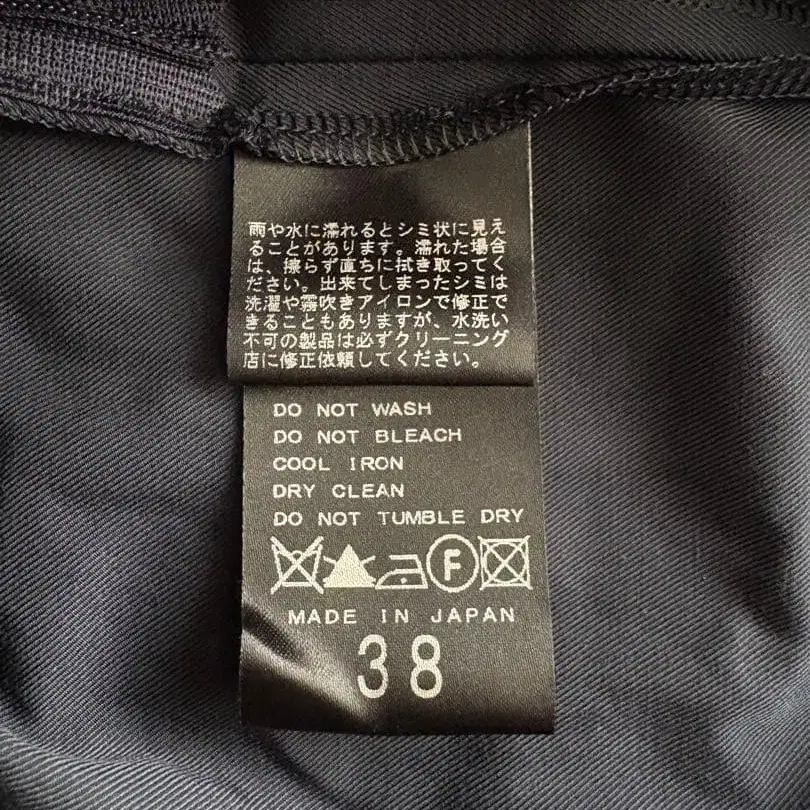 雨や水に濡れるとシミ状に見え
ることがあります。濡れた場合
は、擦らず直ちに拭き取ってく
ださい。出来てしまったシミは
洗濯や霧吹きアイロンで修正で
きることもありますが、水洗い
不可の製品は必ずクリーニング
店に修正依頼してください。
DO NOT WASH
DO NOT BLEACH
COOL IRON
DRY CLEAN
DO NOT TUMBLE DRY
F
MADE IN JAPAN
38